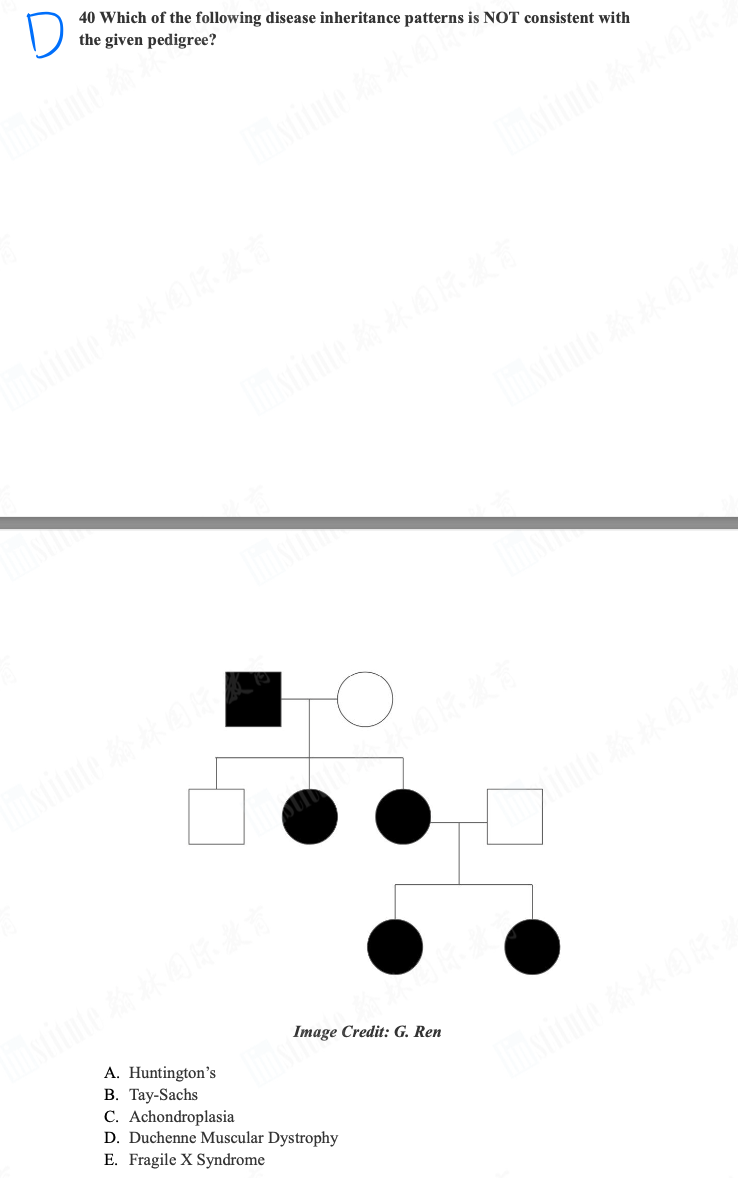 D
40 Which of the following disease inheritance patterns is NOT consistent with
the given pedigree?
Image Credit: G. Ren
A. Huntington’s
B. Tay-Sachs
C. Achondroplasia
D. Duchenne Muscular Dystrophy
E. Fragile X Syndrome